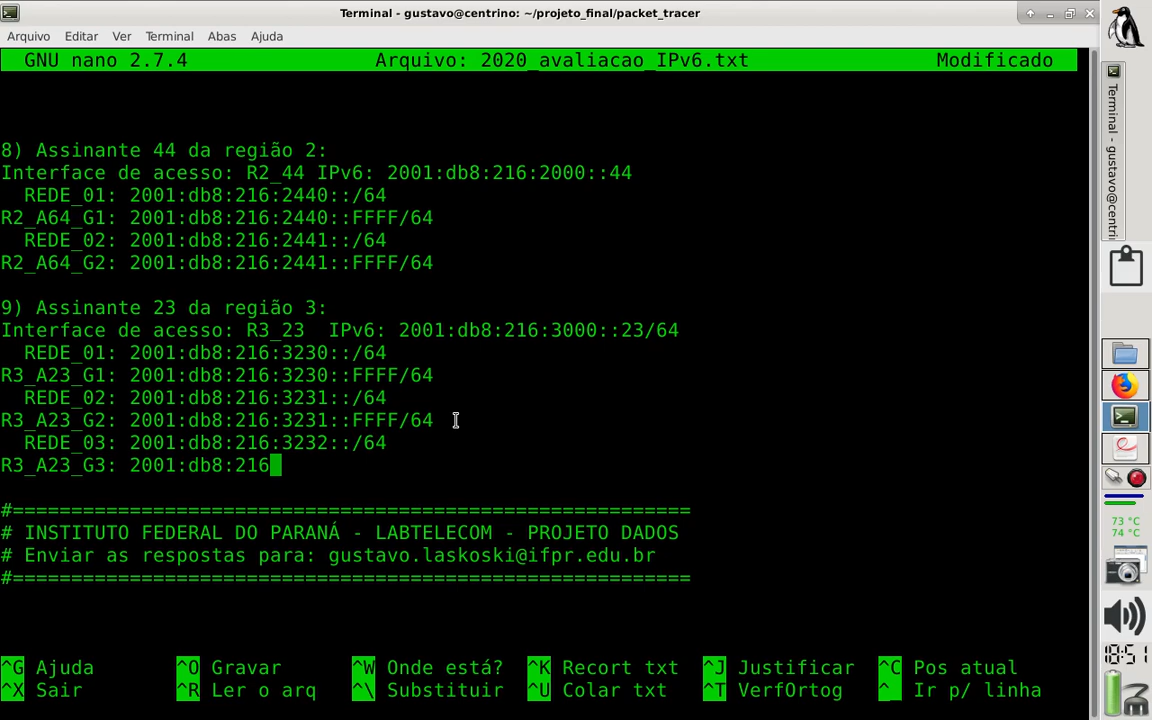 Terminal - gustavo@centrino: ~/projeto_final/packet_tracer
Arquivo Editar Ver Terminal Abas Ajuda
GNU nano 2.7.4 Arquivo: 2020_avaliacao_IPv6.txt Modificado
8) Assinante 44 da região 2:
Interface de acesso: R2_44 IPv6: 2001:db8:216:2000::44
REDE_01: 2001:db8:216:2440::/64
R2_A64_G1: 2001:db8:216:2440::FFFF/64
REDE_02: 2001:db8:216:2441::/64
R2_A64_G2: 2001:db8:216:2441::FFFF/64
9) Assinante 23 da região 3:
Interface de acesso: R3_23 IPv6: 2001:db8:216:3000::23/64
REDE_01: 2001:db8:216:3230::/64
R3_A23_G1: 2001:db8:216:3230::FFFF/64
REDE_02: 2001:db8:216:3231::/64
R3_A23_G2: 2001:db8:216:3231::FFFF/64
REDE_03: 2001:db8:216:3232::/64
R3_A23_G3: 2001:db8:216
#==========================================================
# INSTITUTO FEDERAL DO PARANÁ - LABTELECOM - PROJETO DADOS
# Enviar as respostas para: gustavo.laskoski@ifpr.edu.br
#==========================================================
^G Ajuda ^O Gravar ^W Onde está? ^K Recort txt ^J Justificar ^C Pos atual
^X Sair ^R Ler o arq ^\ Substituir ^U Colar txt ^T VerfOrtog ^_ Ir p/ linha
Terminal - gustavo@centri
73 °C
74 °C
18:51